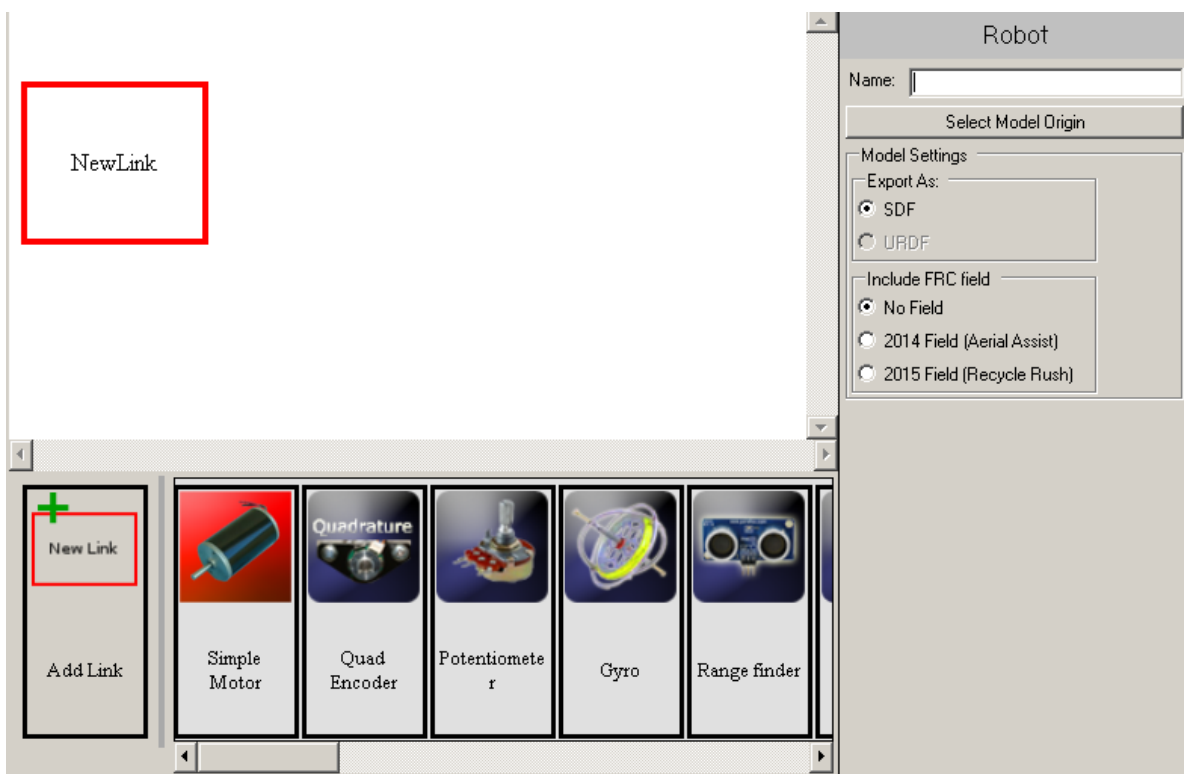 NewLink
Robot
Name:
Select Model Origin
Model Settings
Export As:
SDF
URDF
Include FRC field
No Field
2014 Field (Aerial Assist)
2015 Field (Recycle Rush)
New Link
Add Link
Simple
Motor
Quadrature
Quad
Encoder
Potentiomete
r
Gyro
Range finder